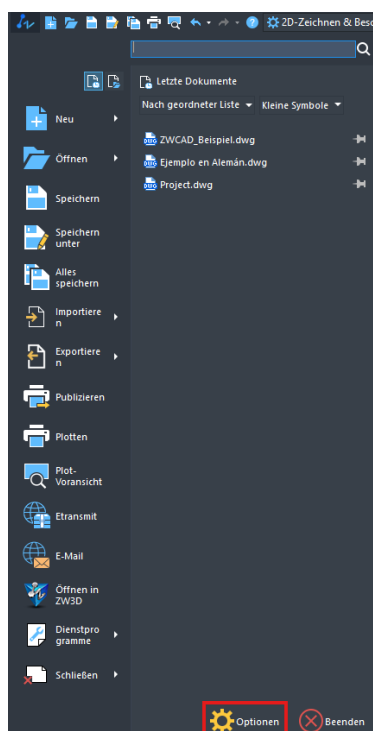 2D-Zeichnen & Besc
Letzte Dokumente
Nach geordneter Liste
Kleine Symbole
ZWCAD_Beispiel.dwg
Ejemplo en Alemán.dwg
Project.dwg
Neu
Öffnen
Speichern
Speichern
unter
Alles
speichern
Importiere
n
Exportiere
n
Publizieren
Plotten
Plot-
Voransicht
Etransmit
E-Mail
Öffnen in
ZW3D
Dienstpro
gramme
Schließen
Optionen
Beenden